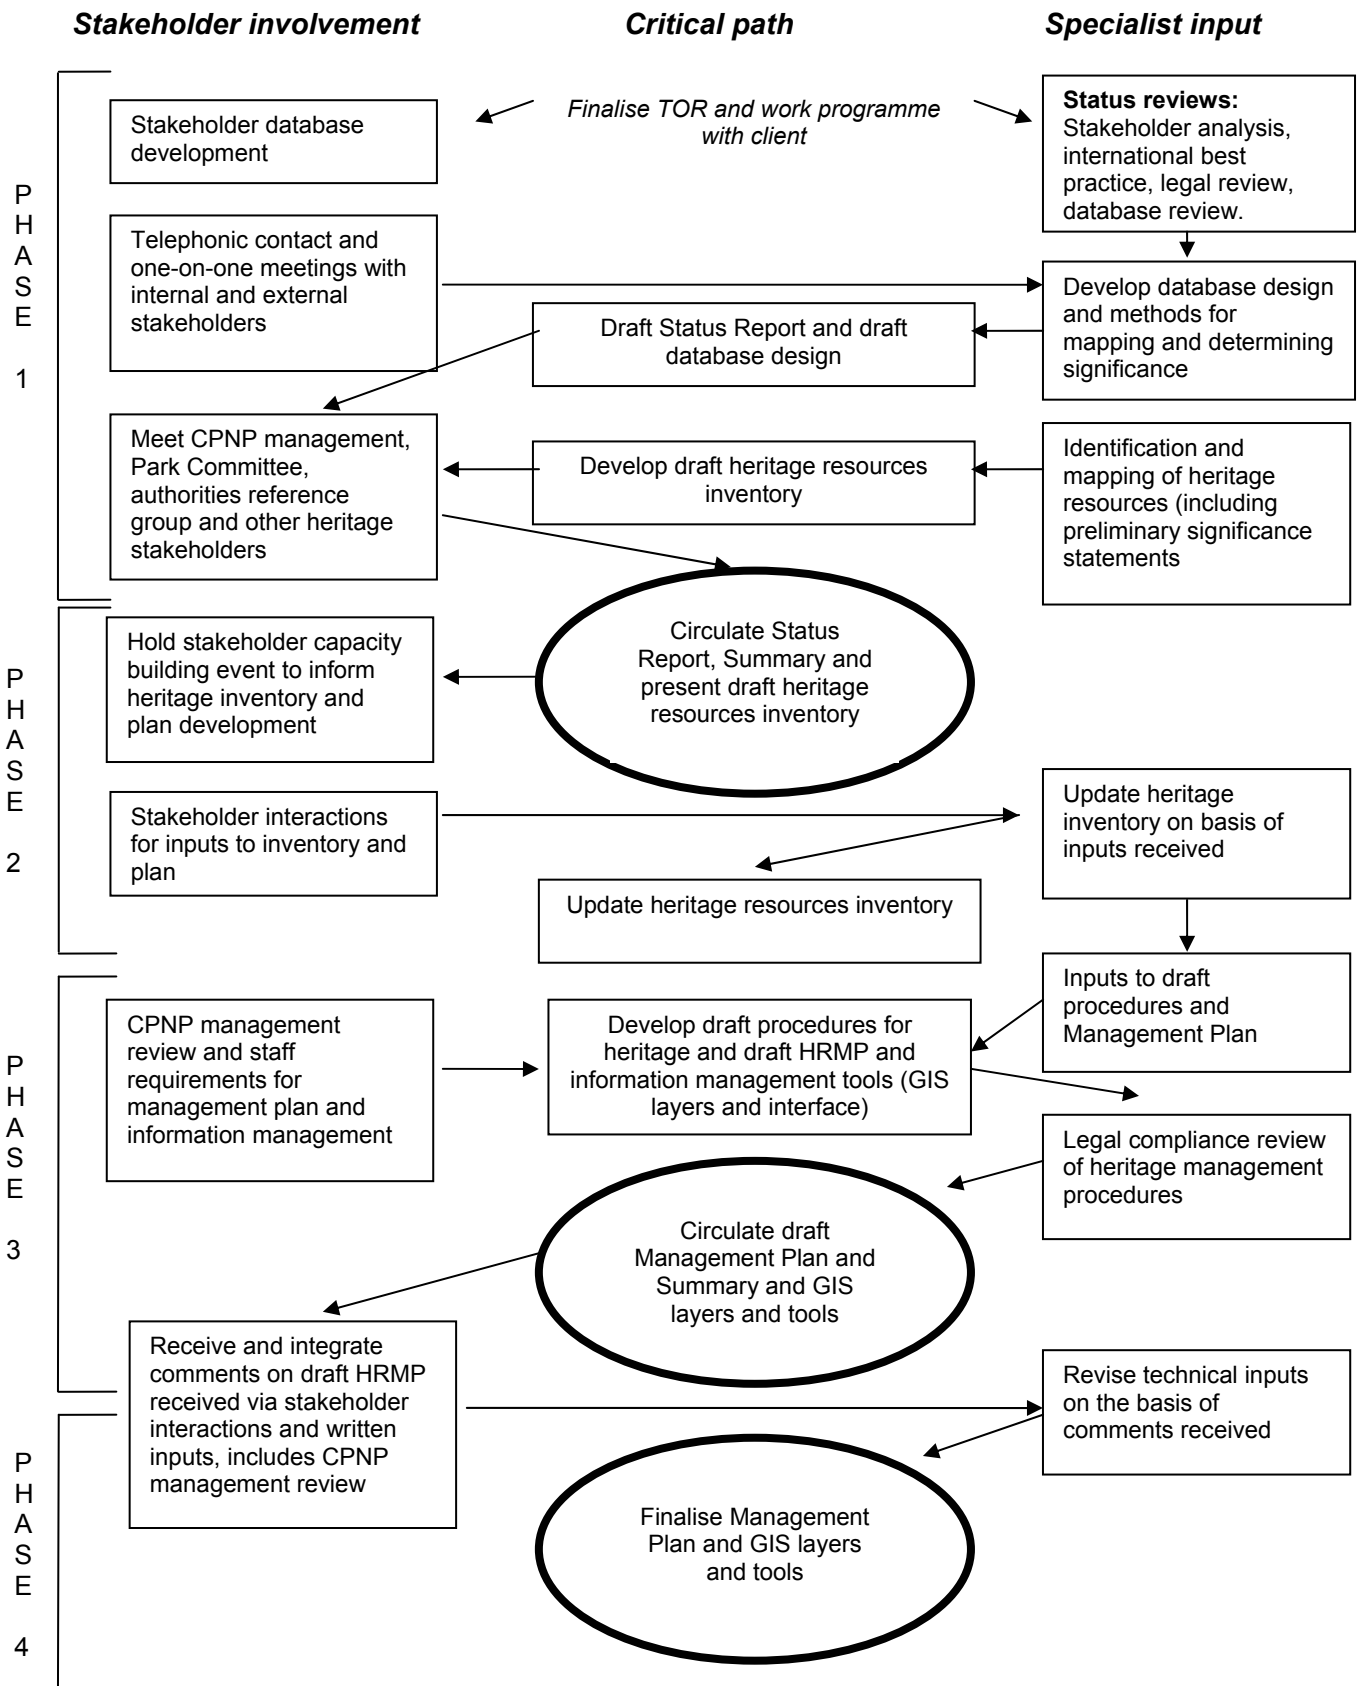 Stakeholder involvement
Critical path
Specialist input
P
H
A
S
E
1
Stakeholder database
development
Finalise TOR and work programme
with client
Status reviews:
Stakeholder analysis,
international best
practice, legal review,
database review.
Telephonic contact and
one-on-one meetings with
internal and external
stakeholders
Draft Status Report and draft
database design
Develop database design
and methods for
mapping and determining
significance
Meet CPNP management,
Park Committee,
authorities reference
group and other heritage
stakeholders
Develop draft heritage resources
inventory
Identification and
mapping of heritage
resources (including
preliminary significance
statements
P
H
A
S
E
2
Hold stakeholder capacity
building event to inform
heritage inventory and
plan development
Circulate Status
Report, Summary and
present draft heritage
resources inventory
Stakeholder interactions
for inputs to inventory and
plan
Update heritage
inventory on basis of
inputs received
Update heritage resources inventory
P
H
A
S
E
3
CPNP management
review and staff
requirements for
management plan and
information management
Develop draft procedures for
heritage and draft HRMP and
information management tools (GIS
layers and interface)
Inputs to draft
procedures and
Management Plan
Legal compliance review
of heritage management
procedures
Circulate draft
Management Plan and
Summary and GIS
layers and tools
Receive and integrate
comments on draft HRMP
received via stakeholder
interactions and written
inputs, includes CPNP
management review
Revise technical inputs
on the basis of
comments received
P
H
A
S
E
4
Finalise Management
Plan and GIS layers
and tools